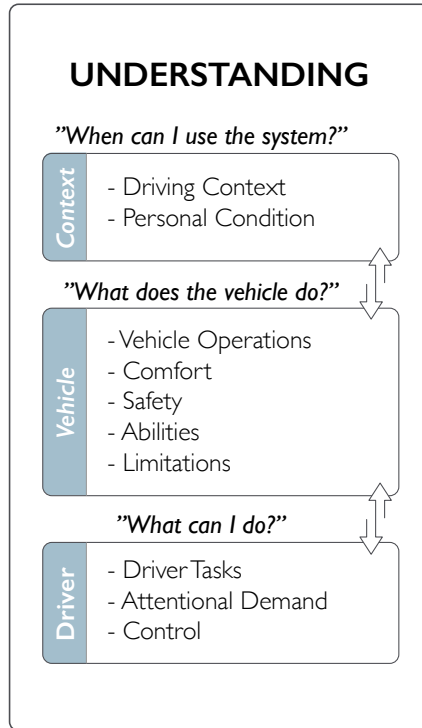 UNDERSTANDING
”When can I use the system?”
Context
- Driving Context
- Personal Condition
”What does the vehicle do?”
Vehicle
- Vehicle Operations
- Comfort
- Safety
- Abilities
- Limitations
”What can I do?”
Driver
- Driver Tasks
- Attentional Demand
- Control